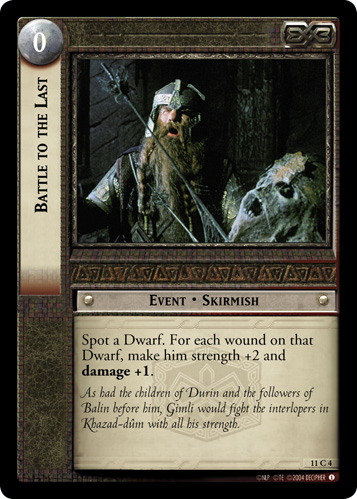 0
BATTLE TO THE LAST
EVENT • SKIRMISH
Spot a Dwarf. For each wound on that
Dwarf, make him strength +2 and
damage +1.
As had the children of Durin and the followers of
Balin before him, Gimli would fight the interlopers in
Khazad-dûm with all his strength.
11 C 4
©NLP ©TE ©2004 DECIPHER